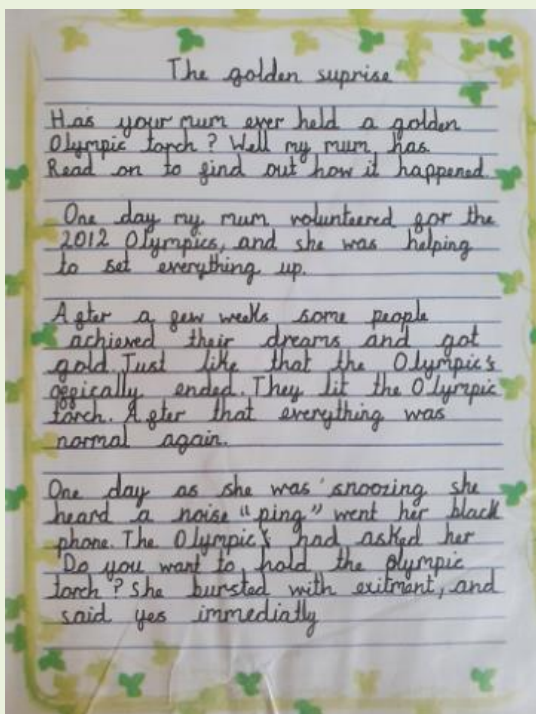 The golden suprise
Has your mum ever held a golden
Olympic torch? Well my mum has.
Read on to find out how it happened.
One day my mum volunteered for the
2012 Olympics, and she was helping
to set everything up.
After a few weeks some people
achieved their dreams and got
gold. Just like that the Olympic's
offically ended. They lit the Olympic
torch. After that everything was
normal again.
One day as she was snoozing she
heard a noise "ping" went her black
phone. The Olympic's had asked her
Do you want to hold the olympic
torch? She bursted with exitment, and
said yes immediatly